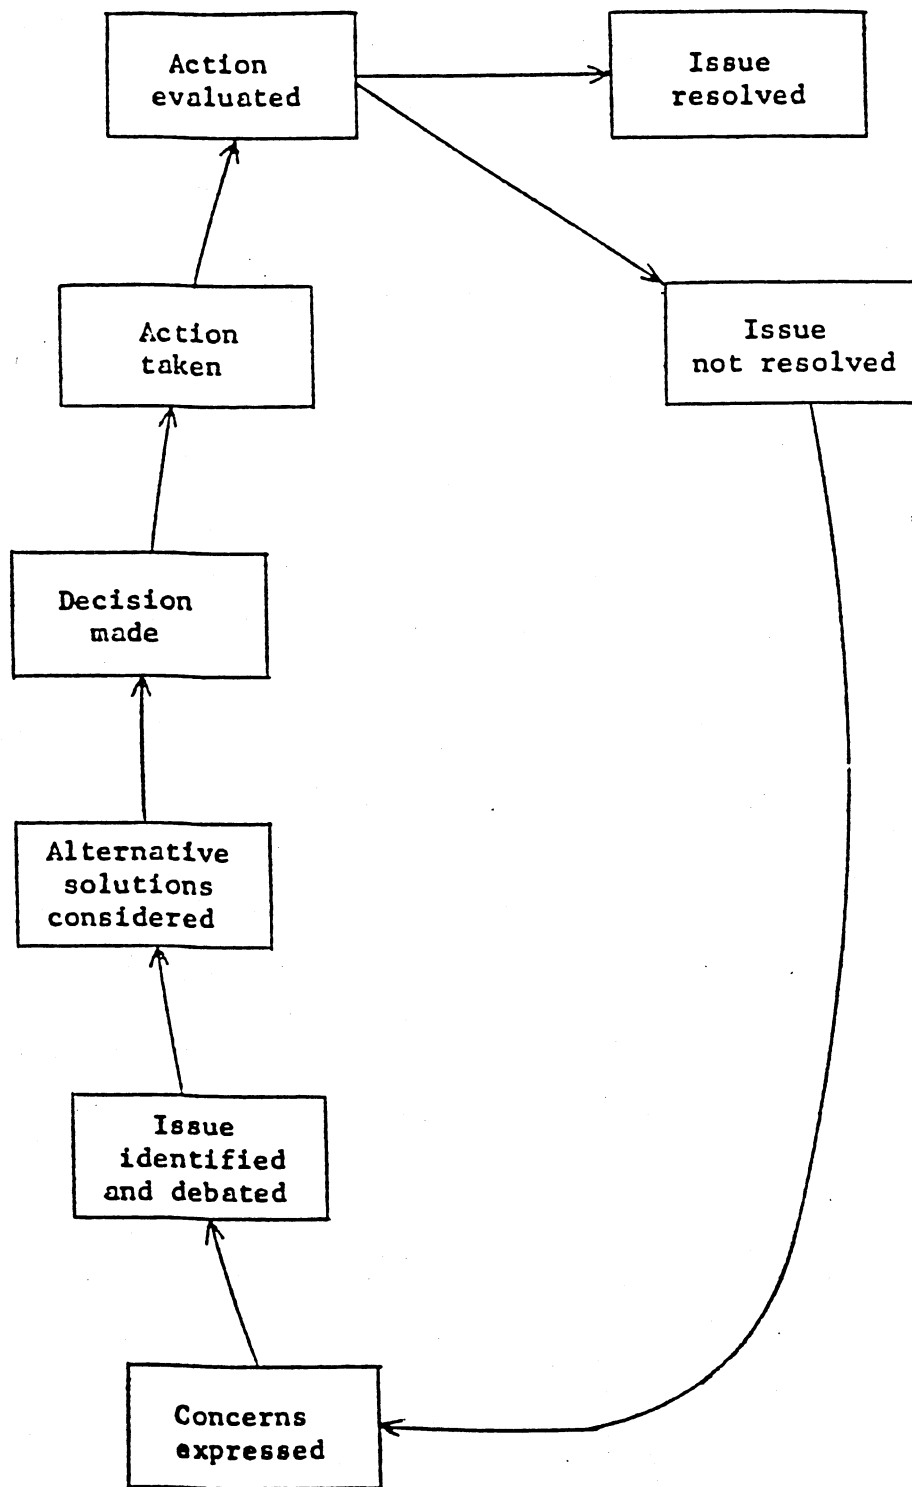 Action
evaluated
Issue
resolved
Action
taken
Issue
not resolved
Decision
made
Alternative
solutions
considered
Issue
identified
and debated
Concerns
expressed